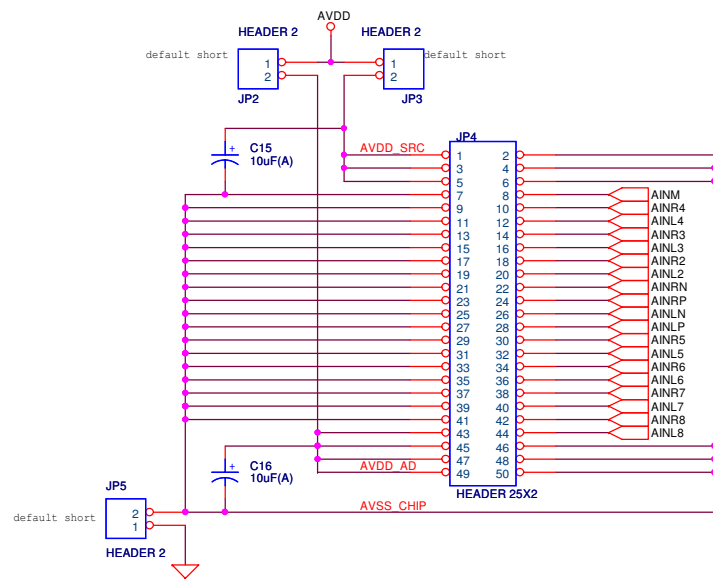 AVDD
HEADER 2
HEADER 2
default short
default short
1
2
1
2
JP2
JP3
JP4
C15
10uF(A)
AVDD_SRC
1 2
3 4
5 6
7 8 AINM
9 10 AINR4
11 12 AINL4
13 14 AINR3
15 16 AINL3
17 18 AINR2
19 20 AINL2
21 22 AINRN
23 24 AINRP
25 26 AINLN
27 28 AINLP
29 30 AINR5
31 32 AINL5
33 34 AINR6
35 36 AINL6
37 38 AINR7
39 40 AINL7
41 42 AINR8
43 44 AINL8
45 46
47 48
49 50
C16
10uF(A)
AVDD_AD
HEADER 25X2
JP5
AVSS_CHIP
default short
2
1
HEADER 2